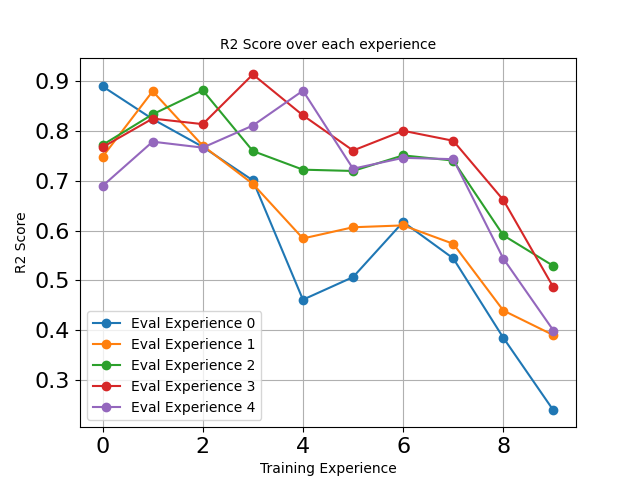 R2 Score over each experience
R2 Score
0.9
0.8
0.7
0.6
0.5
0.4
0.3
Eval Experience 0
Eval Experience 1
Eval Experience 2
Eval Experience 3
Eval Experience 4
0 2 4 6 8
Training Experience